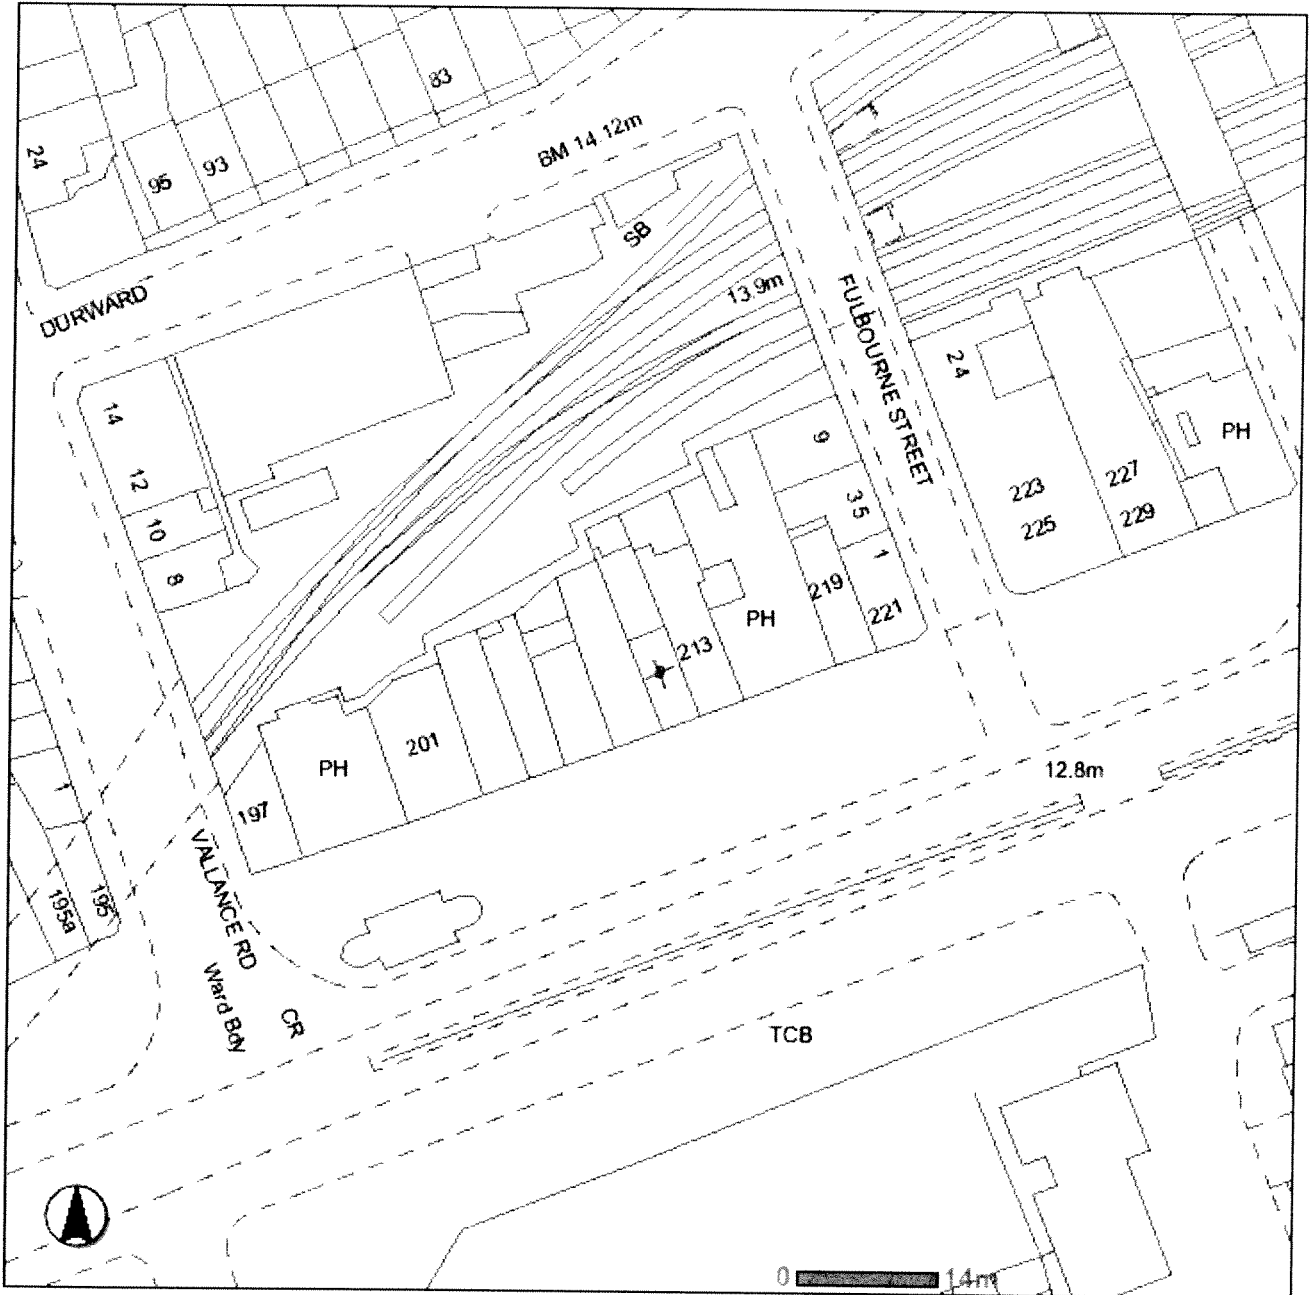 83
24
95
93
BM 14.12m
SB
DURWARD
13.9m
FULBOURNE STREET
24
14
12
10
8
9
3 5
1
PH
223
225
227
229
219
221
PH
213
201
PH
197
12.8m
VALLANCE RD
195
195a
Ward Bdy
CR
TCB
0
14m